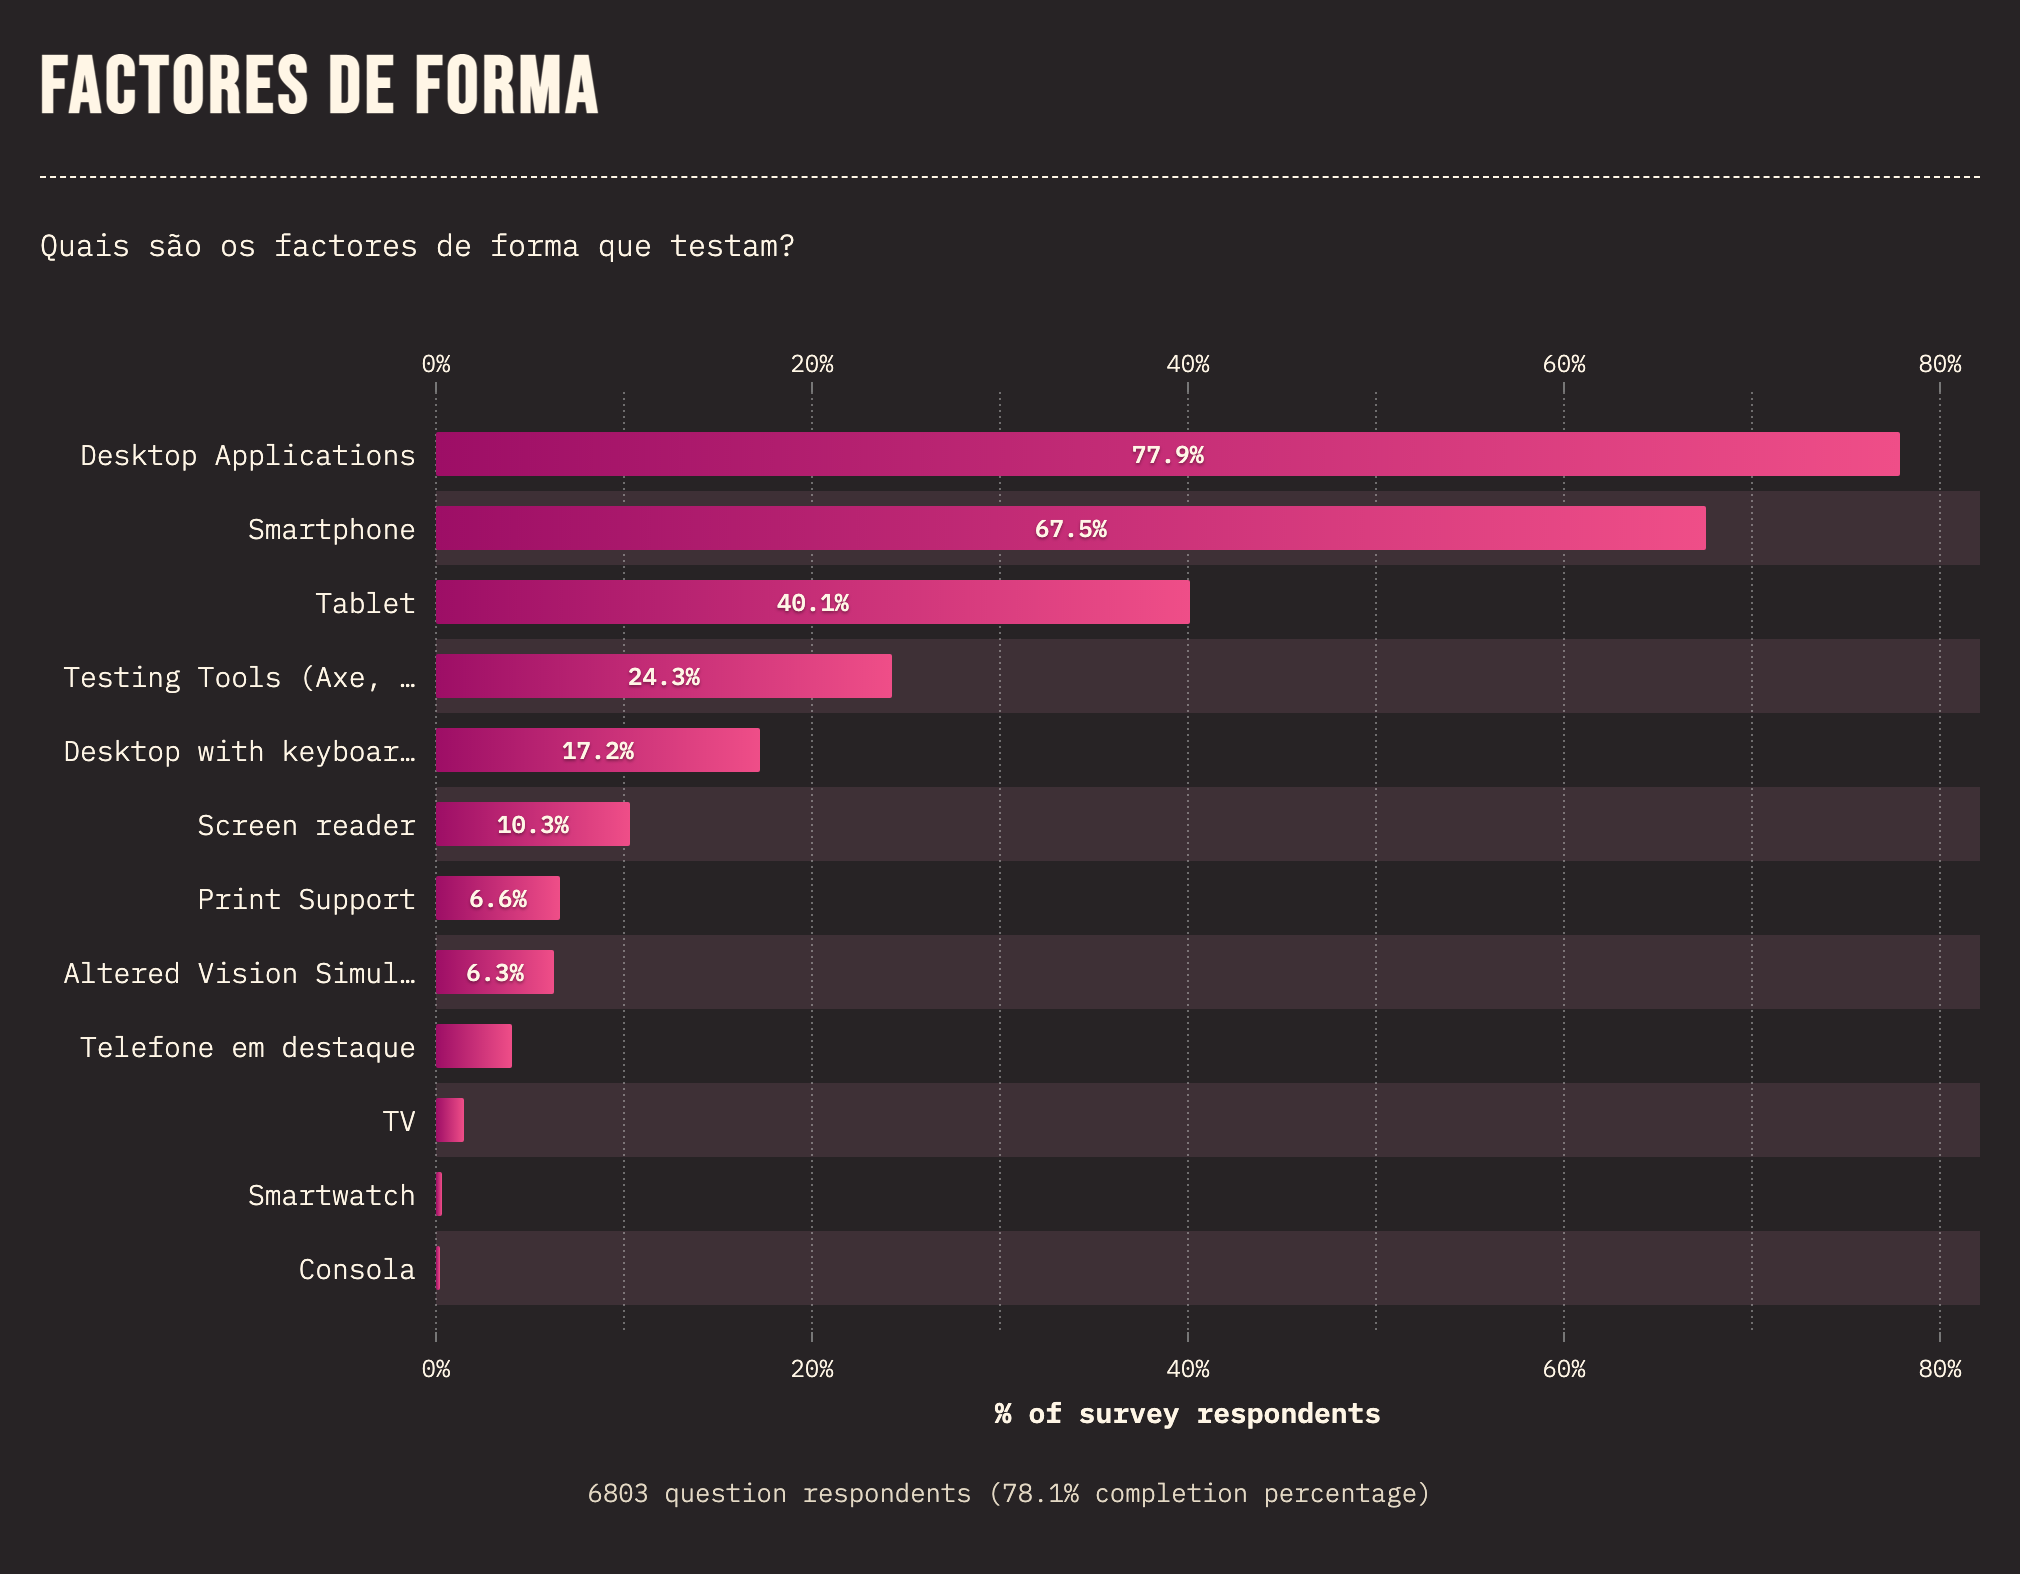 FACTORES DE FORMA
Quais são os factores de forma que testam?
0% 20% 40% 60% 80%
Desktop Applications 77.9%
Smartphone 67.5%
Tablet 40.1%
Testing Tools (Axe, … 24.3%
Desktop with keyboar… 17.2%
Screen reader 10.3%
Print Support 6.6%
Altered Vision Simul… 6.3%
Telefone em destaque
TV
Smartwatch
Consola
0% 20% 40% 60% 80%
% of survey respondents
6803 question respondents (78.1% completion percentage)